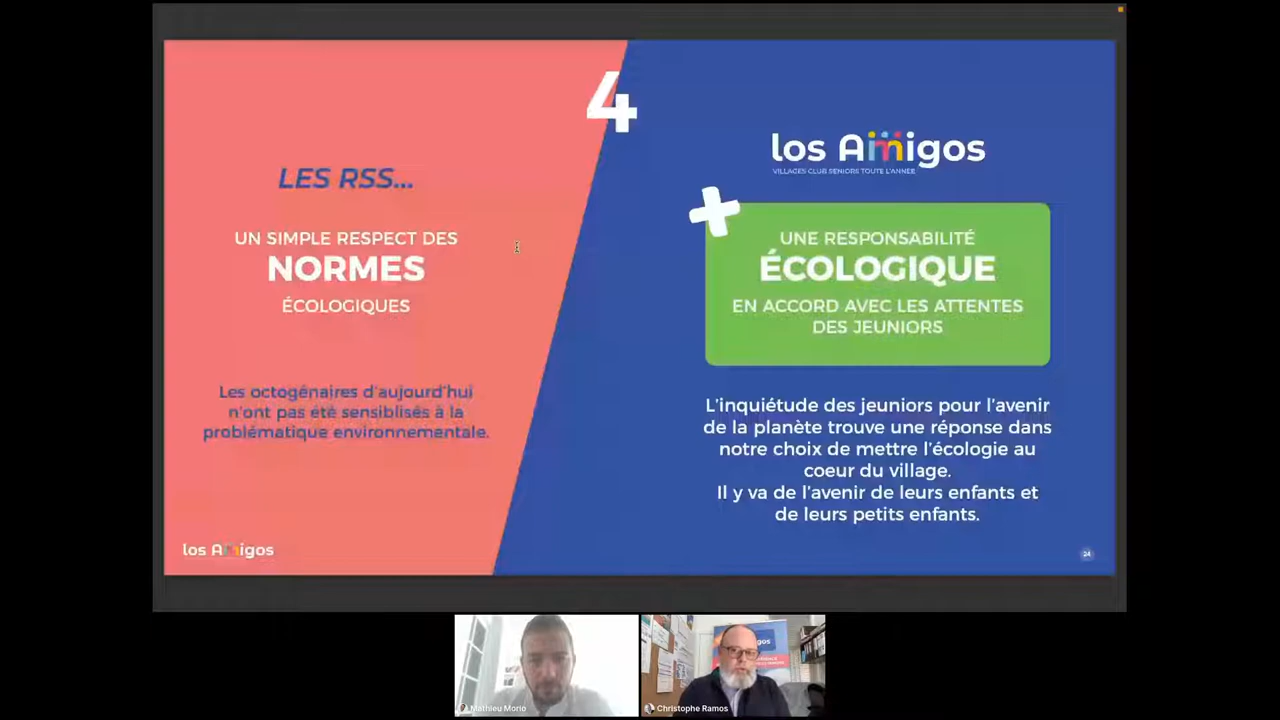 4
LES RSS...
UN SIMPLE RESPECT DES
NORMES
ÉCOLOGIQUES
Les octogénaires d'aujourd'hui
n'ont pas été sensiblisés à la
problématique environnementale.
los Amigos
los Amigos
VILLAGES CLUB SENIORS TOUTE L'ANNÉE
UNE RESPONSABILITÉ
ÉCOLOGIQUE
EN ACCORD AVEC LES ATTENTES
DES JEUNIORS
L'inquiétude des jeuniors pour l'avenir
de la planète trouve une réponse dans
notre choix de mettre l'écologie au
coeur du village.
Il y va de l'avenir de leurs enfants et
de leurs petits enfants.
24
Mathieu Morio
Christophe Ramos